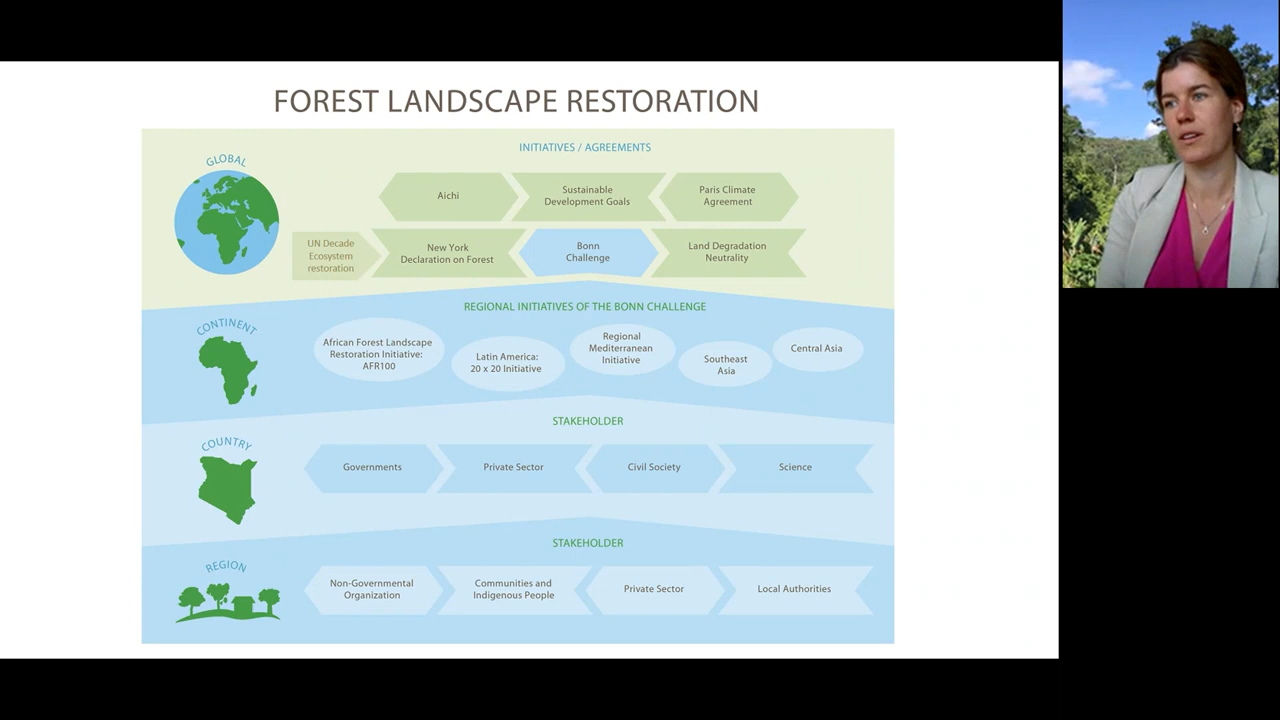 FOREST LANDSCAPE RESTORATION
GLOBAL
INITIATIVES / AGREEMENTS
Aichi
Sustainable
Development Goals
Paris Climate
Agreement
UN Decade
Ecosystem
restoration
New York
Declaration on Forest
Bonn
Challenge
Land Degradation
Neutrality
CONTINENT
REGIONAL INITIATIVES OF THE BONN CHALLENGE
African Forest Landscape
Restoration Initiative:
AFR100
Latin America:
20 x 20 Initiative
Regional
Mediterranean
Initiative
Southeast
Asia
Central Asia
COUNTRY
STAKEHOLDER
Governments
Private Sector
Civil Society
Science
REGION
STAKEHOLDER
Non-Governmental
Organization
Communities and
Indigenous People
Private Sector
Local Authorities